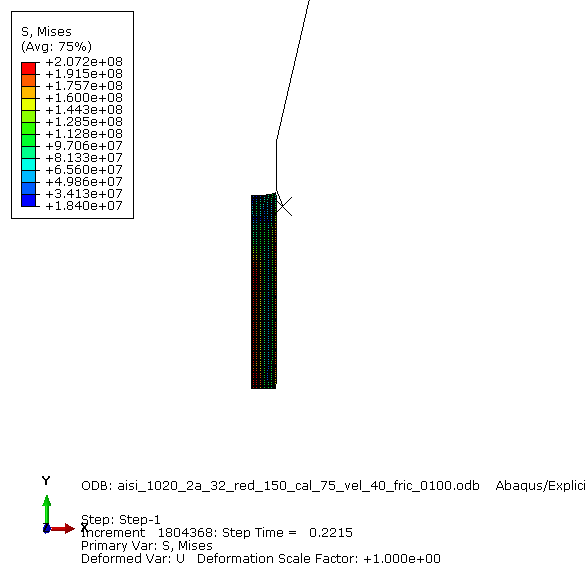 S, Mises
(Avg: 75%)
+2.072e+08
+1.915e+08
+1.757e+08
+1.600e+08
+1.443e+08
+1.285e+08
+1.128e+08
+9.706e+07
+8.133e+07
+6.560e+07
+4.986e+07
+3.413e+07
+1.840e+07
Y
X
ODB: aisi_1020_2a_32_red_150_cal_75_vel_40_fric_0100.odb Abaqus/Explici
Step: Step-1
Increment 1804368: Step Time = 0.2215
Primary Var: S, Mises
Deformed Var: U Deformation Scale Factor: +1.000e+00